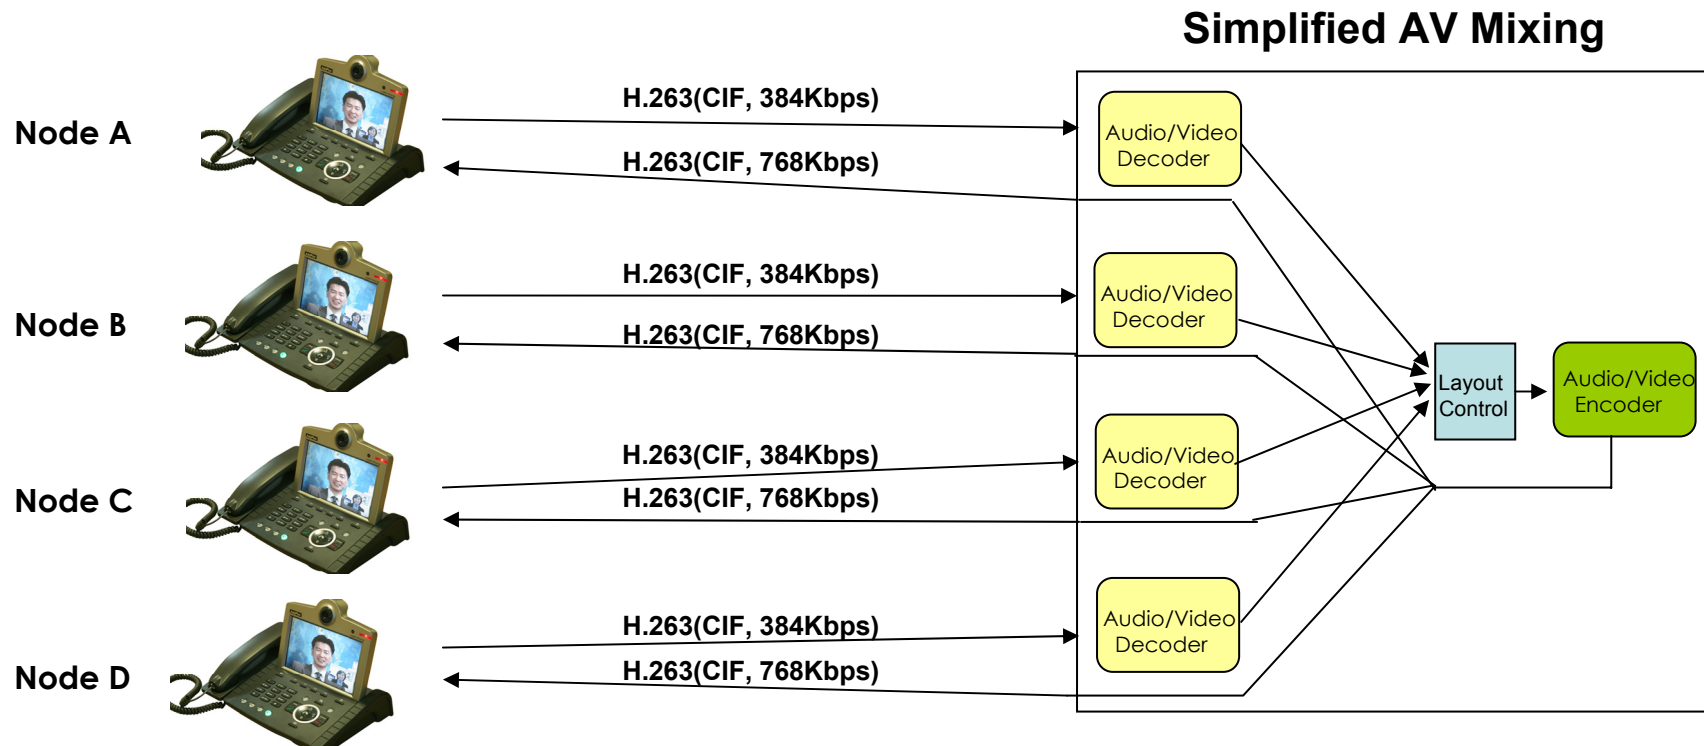 Simplified AV Mixing
Node A
H.263(CIF, 384Kbps)
H.263(CIF, 768Kbps)
Audio/Video
Decoder
Node B
H.263(CIF, 384Kbps)
H.263(CIF, 768Kbps)
Audio/Video
Decoder
Layout
Control
Audio/Video
Encoder
Node C
H.263(CIF, 384Kbps)
H.263(CIF, 768Kbps)
Audio/Video
Decoder
Node D
H.263(CIF, 384Kbps)
H.263(CIF, 768Kbps)
Audio/Video
Decoder